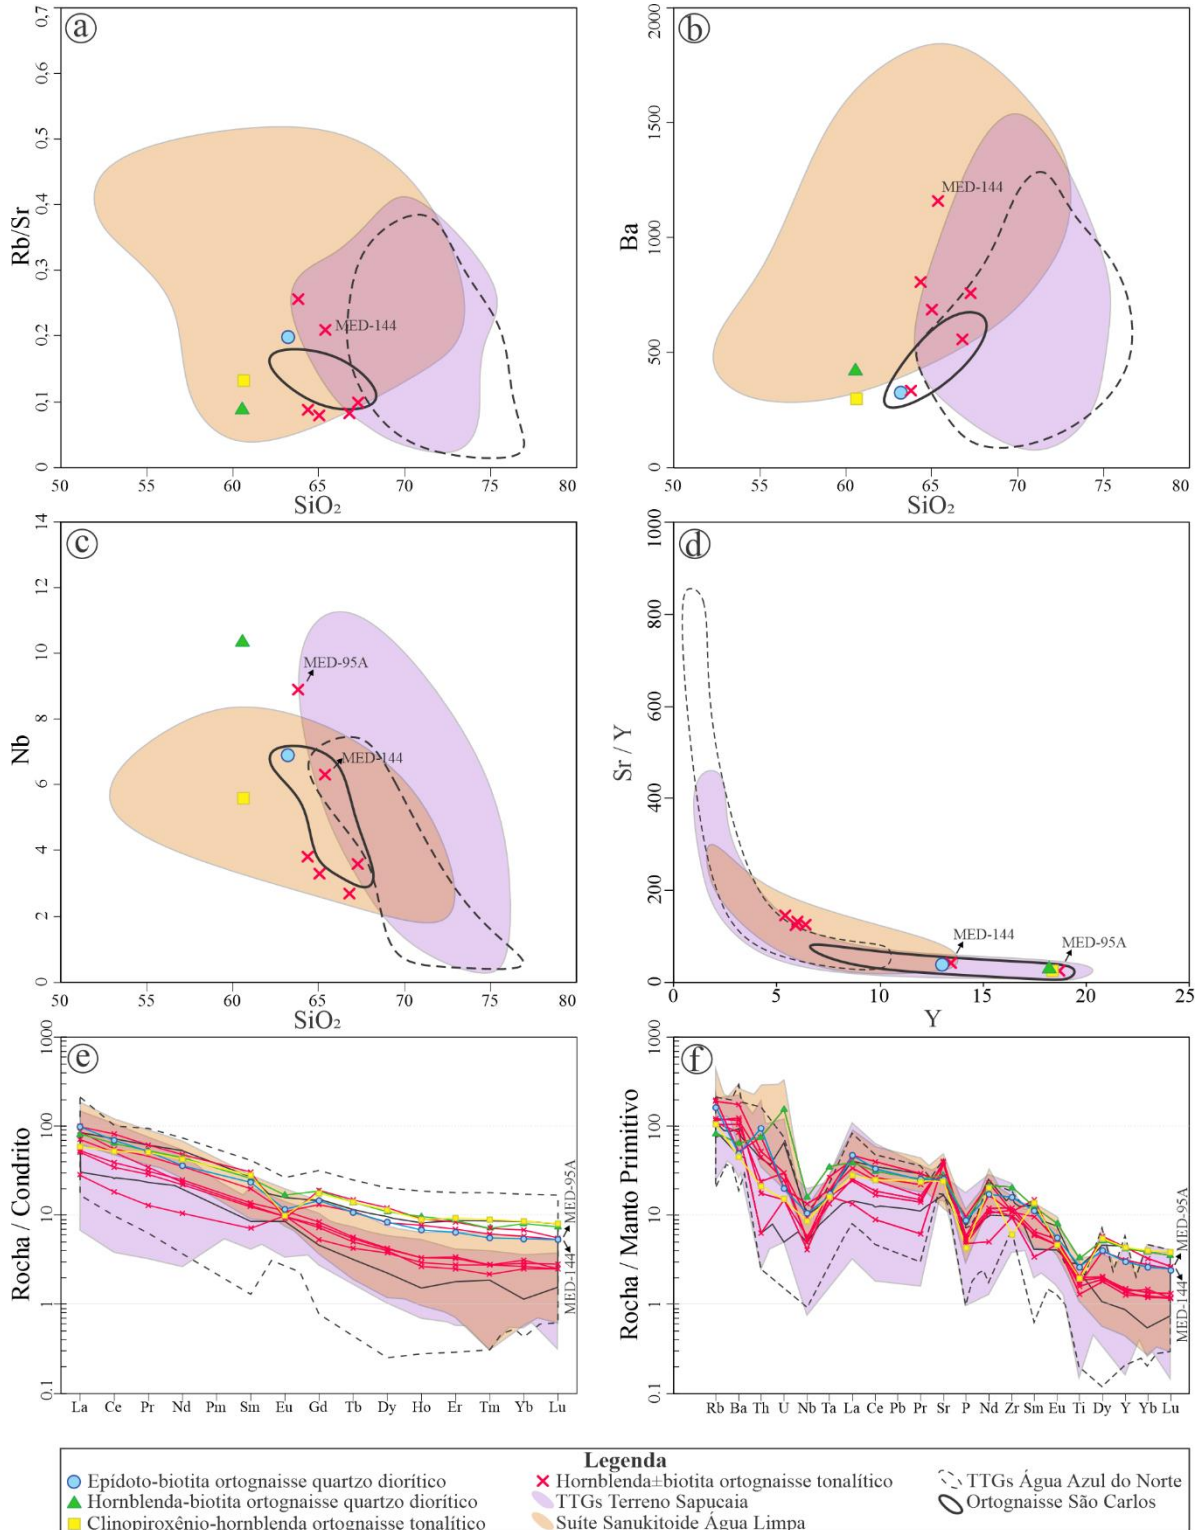 a
0,7
0,6
0,5
0,4
0,3
0,2
0,1
0
Rb/Sr
MED-144
50 55 60 65 70 75 80
SiO₂
b
2000
1500
1000
500
0
Ba
MED-144
50 55 60 65 70 75 80
SiO₂
c
14
12
10
8
6
4
2
0
Nb
MED-95A
MED-144
50 55 60 65 70 75 80
SiO₂
d
1000
800
600
400
200
0
Sr / Y
MED-144
MED-95A
0 5 10 15 20 25
Y
e
1000
100
10
1
0.1
Rocha / Condrito
MED-95A
MED-144
La Ce Pr Nd Pm Sm Eu Gd Tb Dy Ho Er Tm Yb Lu
f
1000
100
10
1
0.1
Rocha / Manto Primitivo
MED-95A
MED-144
Rb Ba Th U Nb Ta La Ce Pb Pr Sr P Nd Zr Sm Eu Ti Dy Y Yb Lu
Legenda
Epídoto-biotita ortognaisse quartzo diorítico
Hornblenda±biotita ortognaisse tonalítico
TTGs Água Azul do Norte
Hornblenda-biotita ortognaisse quartzo diorítico
TTGs Terreno Sapucaia
Ortognaisse São Carlos
Clinopiroxênio-hornblenda ortognaisse tonalítico
Suíte Sanukitoide Água Limpa